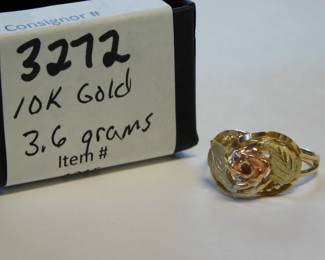 Consignor #
3272
10K Gold
3.6 grams
Item #